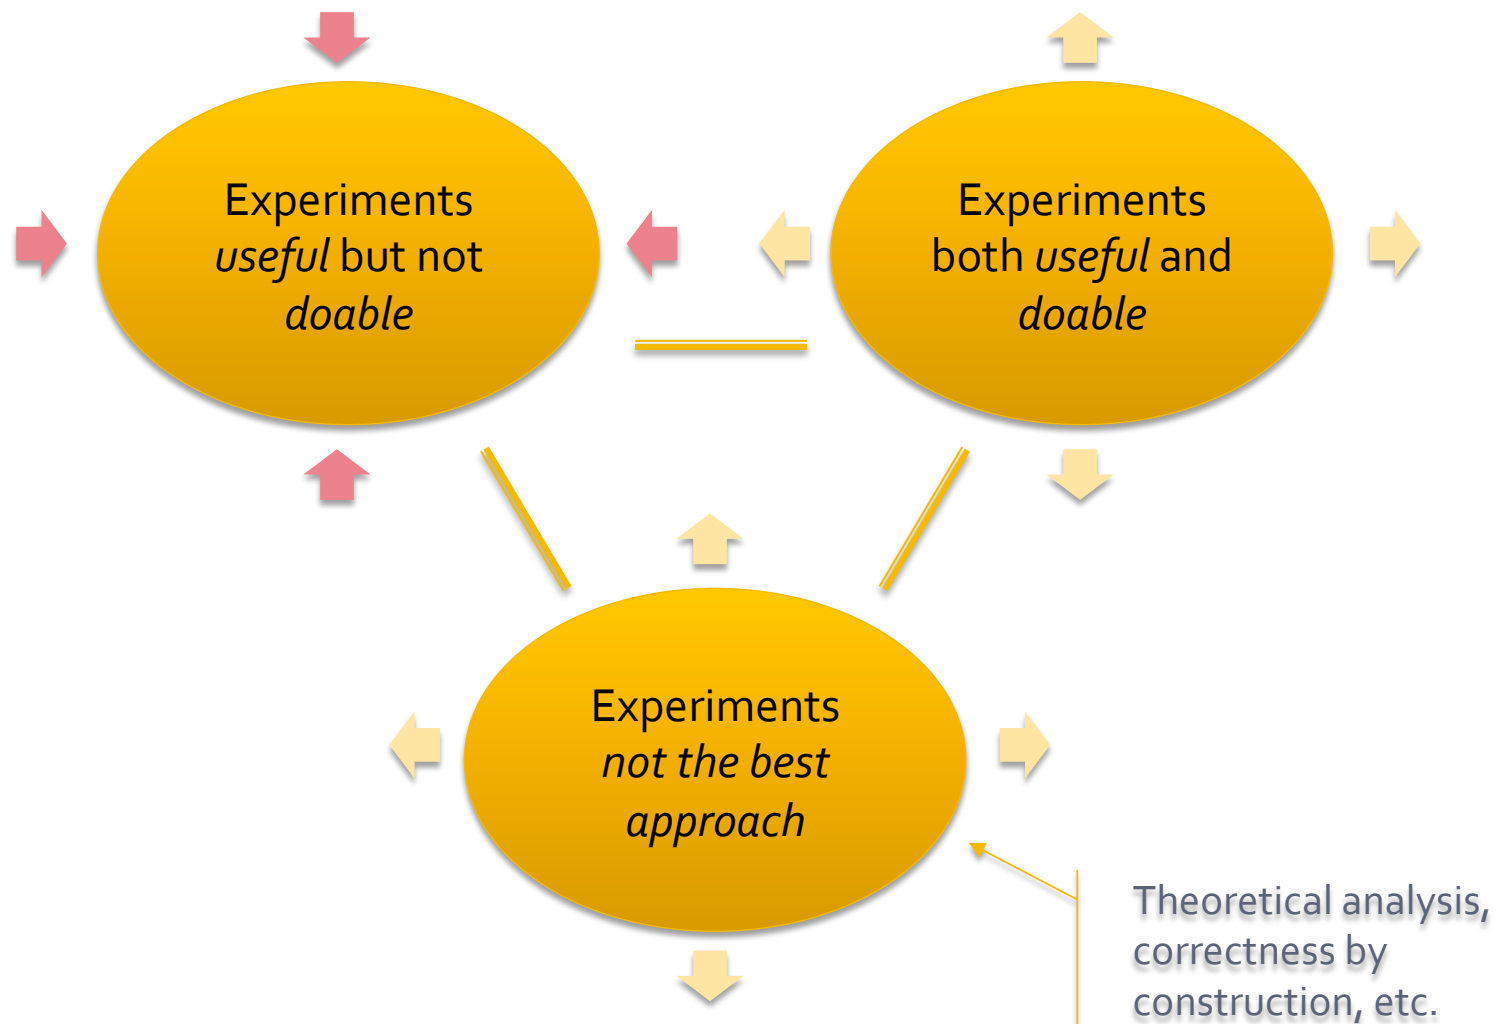 Experiments
useful but not
doable
Experiments
both useful and
doable
Experiments
not the best
approach
Theoretical analysis,
correctness by
construction, etc.